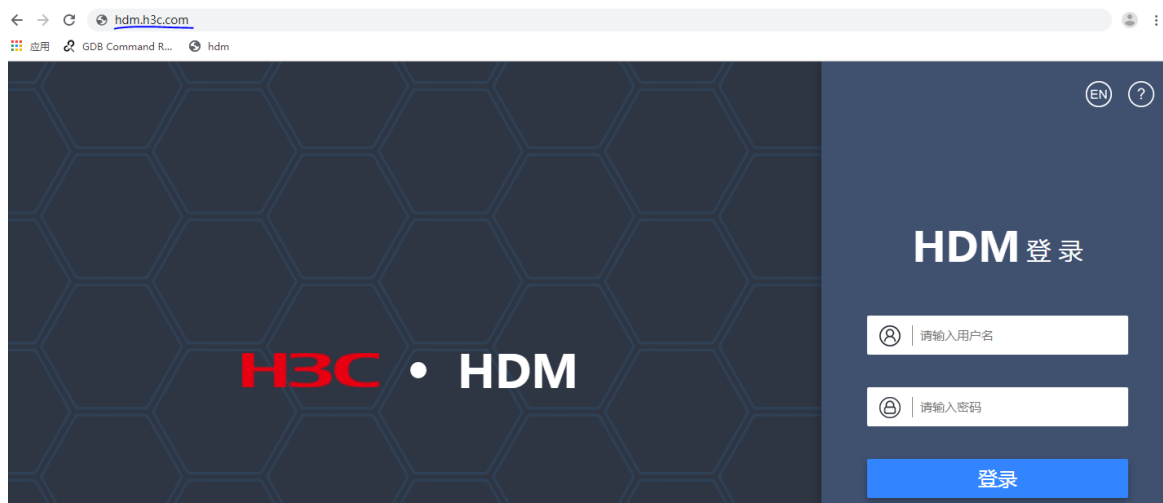 hdm.h3c.com
应用 GDB Command R... hdm
EN ?
HDM 登录
请输入用户名
H3C • HDM
请输入密码
登录